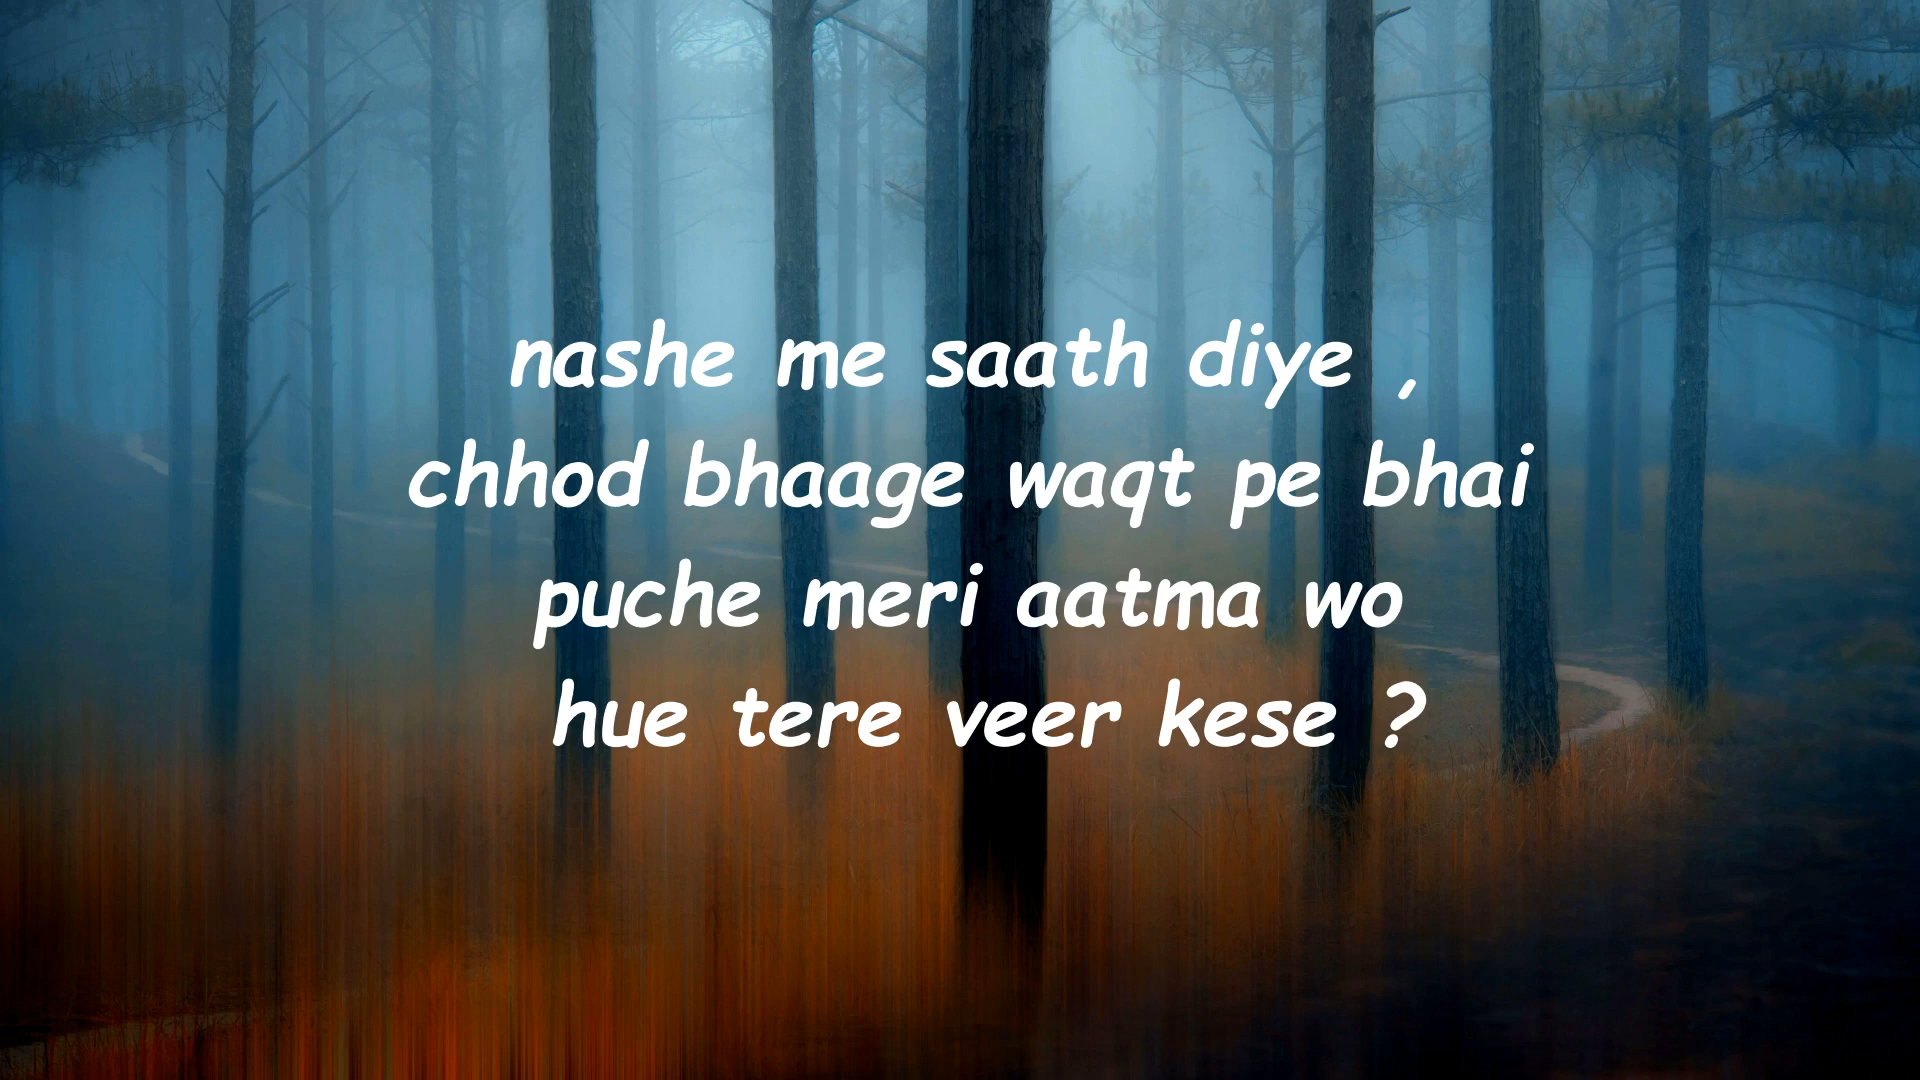 nashe me saath diye ,
chhod bhaage waqt pe bhai
puche meri aatma wo
hue tere veer kese ?